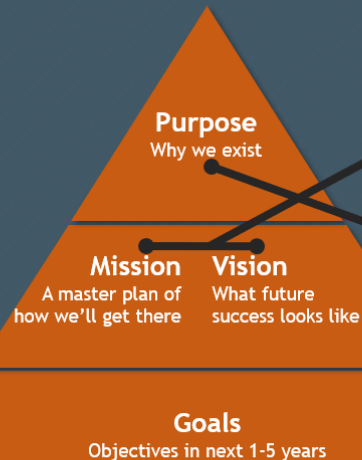 Purpose
Why we exist
Mission
A master plan of
how we'll get there
Vision
What future
success looks like
Goals
Objectives in next 1-5 years